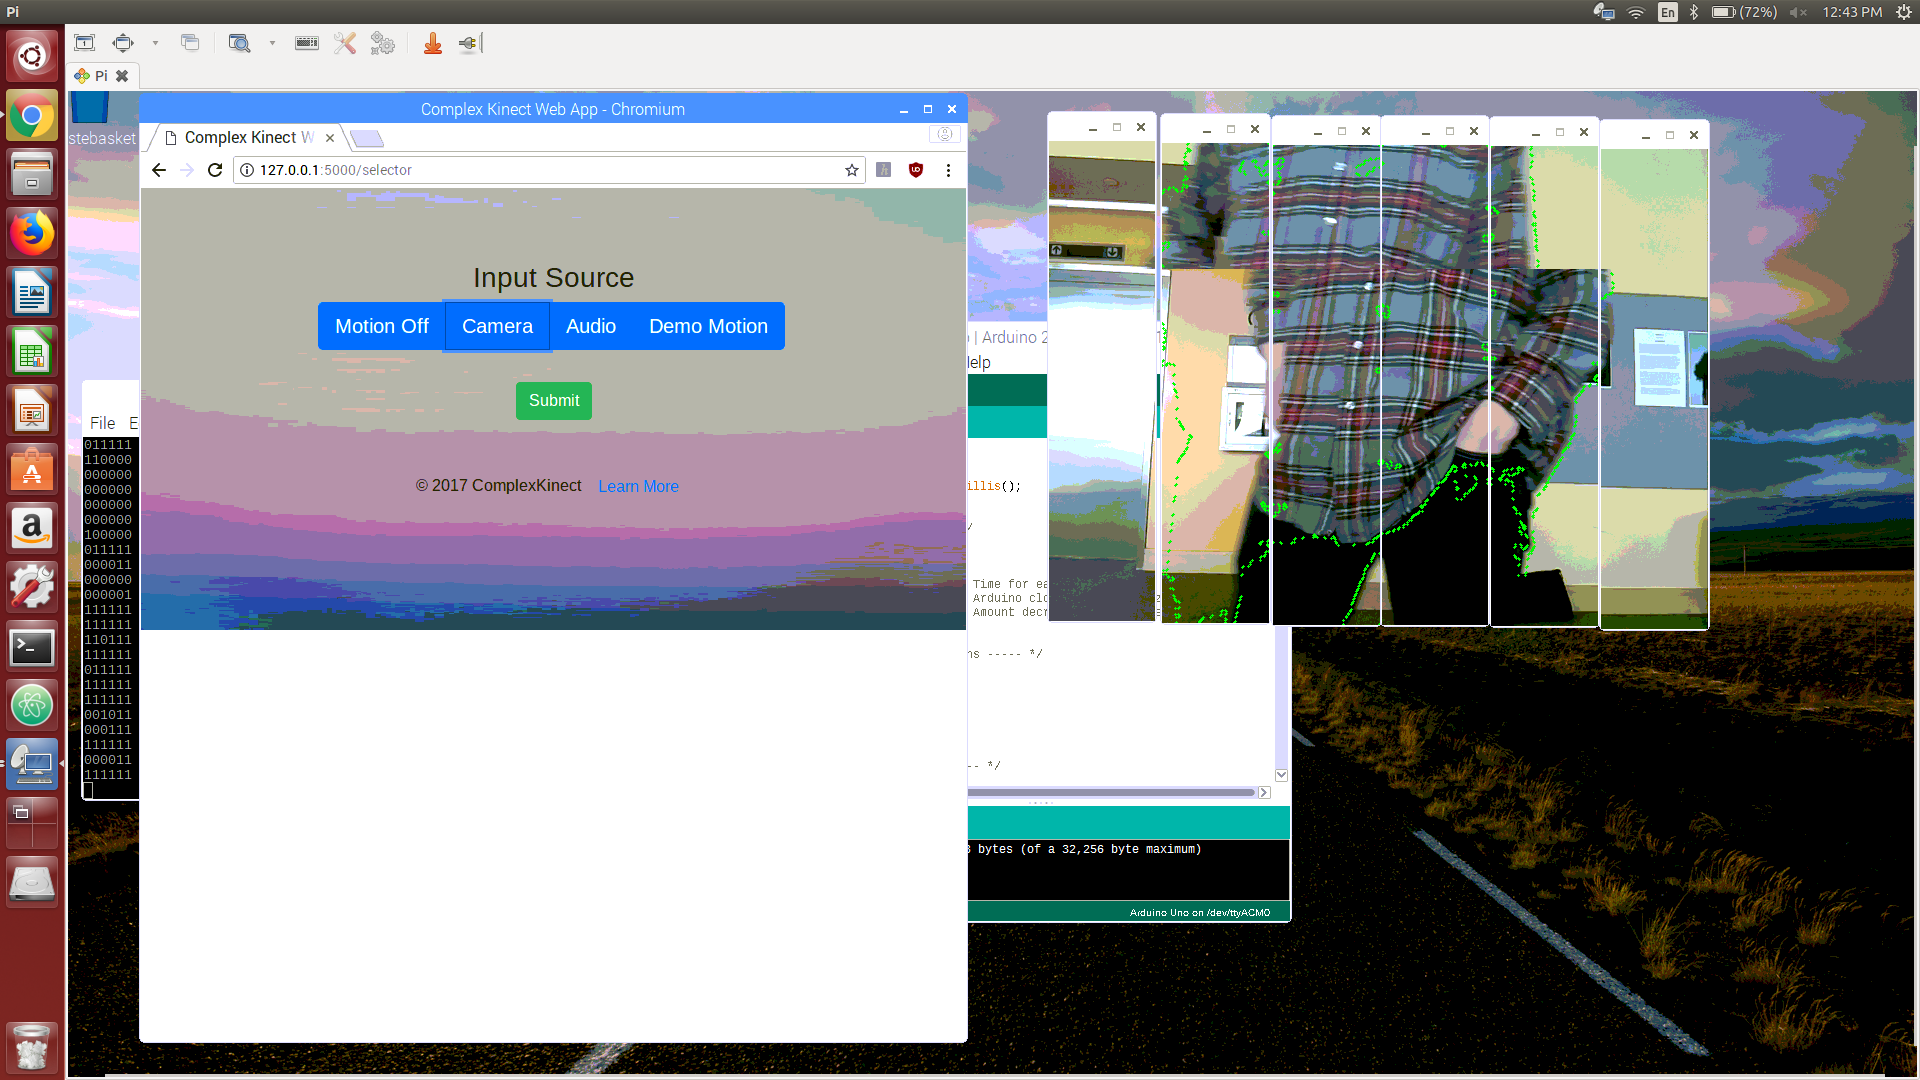 Pi
En
(72%)
12:43 PM
Pi
stebasket
Complex Kinect Web App - Chromium
Complex Kinect W
127.0.0.1:5000/selector
Input Source
Motion Off
Camera
Audio
Demo Motion
Submit
© 2017 ComplexKinect
Learn More
File E
011111
110000
000000
000000
000000
000000
100000
011111
000011
000000
000001
111111
111111
110111
111111
011111
111111
111111
001011
000111
111111
000011
111111
| Arduino 2
elp
illis();
/
Time for ea
Arduino clo
Amount decr
ns ----- */
-- */
bytes (of a 32,256 byte maximum)
Arduino Uno on /dev/ttyACM0